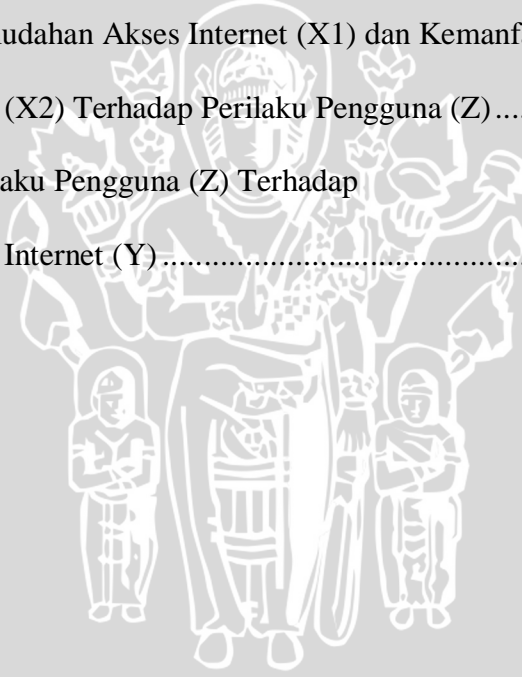 udahan Akses Internet (X1) dan Kemanf
(X2) Terhadap Perilaku Pengguna (Z) ....
aku Pengguna (Z) Terhadap
Internet (Y) ...........................................